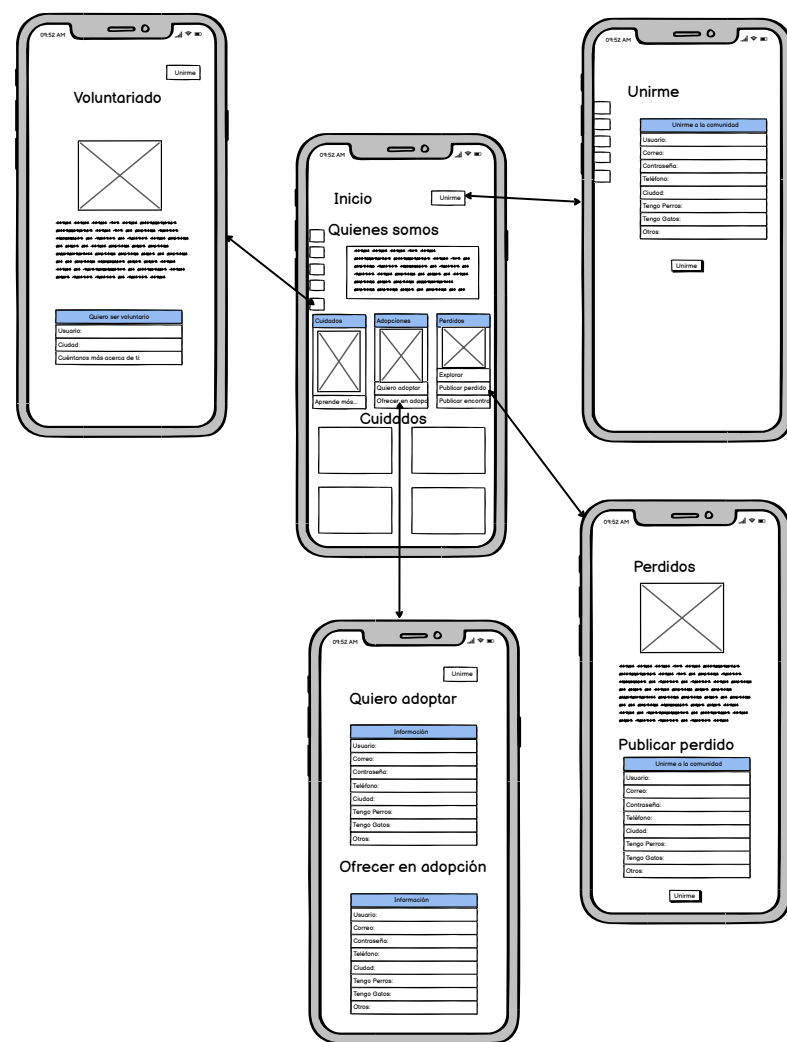 09:52 AM
Unirme
Voluntariado
Quiero ser voluntario
Usuario:
Ciudad:
Cuéntanos más acerca de ti:
09:52 AM
Inicio
Unirme
Quienes somos
Cuidados
Aprende más...
Adopciones
Quiero adoptar
Ofrecer en adopc
Perdidos
Explorar
Publicar perdido
Publicar encontra
Cuidados
09:52 AM
Unirme
Unirme a la comunidad
Usuario:
Correo:
Contraseña:
Teléfono:
Ciudad:
Tengo Perros:
Tengo Gatos:
Otros:
Unirme
09:52 AM
Unirme
Quiero adoptar
Información
Usuario:
Correo:
Contraseña:
Teléfono:
Ciudad:
Tengo Perros:
Tengo Gatos:
Otros:
Ofrecer en adopción
Información
Usuario:
Correo:
Contraseña:
Teléfono:
Ciudad:
Tengo Perros:
Tengo Gatos:
Otros:
09:52 AM
Perdidos
Publicar perdido
Unirme a la comunidad
Usuario:
Correo:
Contraseña:
Teléfono:
Ciudad:
Tengo Perros:
Tengo Gatos:
Otros:
Unirme